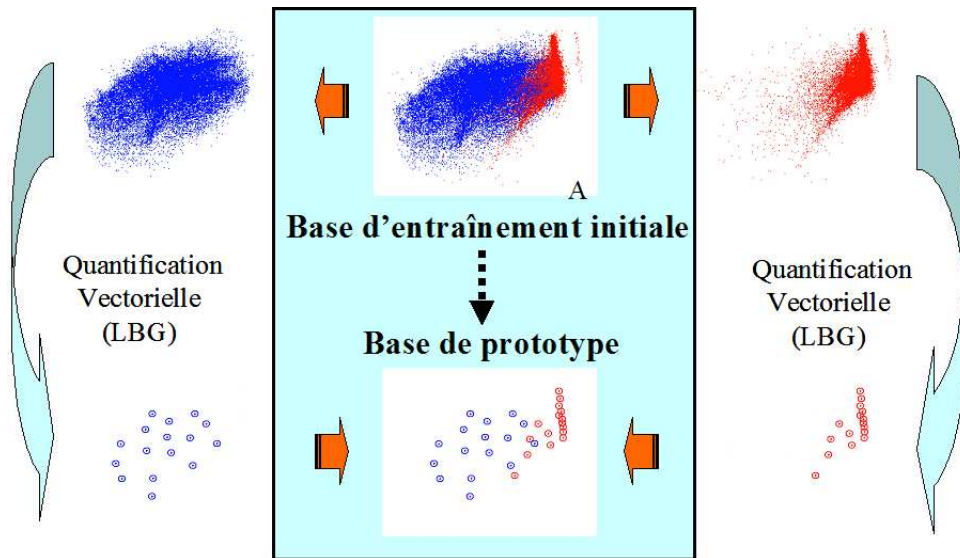 A
Base d'entraînement initiale
Quantification
Vectorielle
(LBG)
Base de prototype
Quantification
Vectorielle
(LBG)